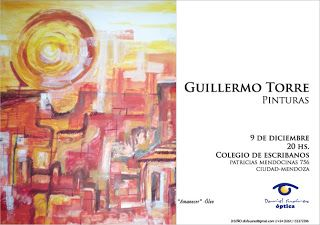 GUILLERMO TORRE
PINTURAS
9 DE DICIEMBRE
20 HS.
COLEGIO DE ESCRIBANOS
PATRICIAS MENDOCINAS 756
CIUDAD-MENDOZA
"Amanecer" Óleo
Daniel
óptica